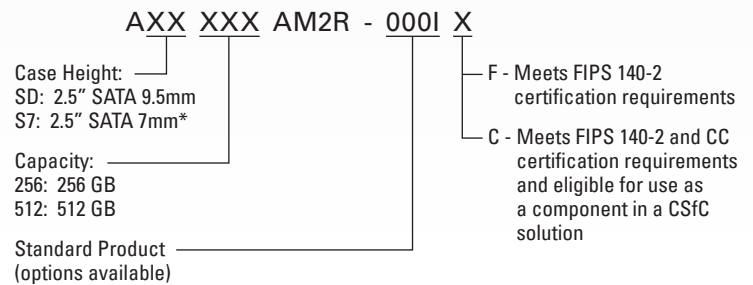 AXX XXX AM2R - 000I X
Case Height:
SD: 2.5” SATA 9.5mm
S7: 2.5” SATA 7mm*
Capacity:
256: 256 GB
512: 512 GB
Standard Product
(options available)
F - Meets FIPS 140-2
certification requirements
C - Meets FIPS 140-2 and CC
certification requirements
and eligible for use as
a component in a CSfC
solution